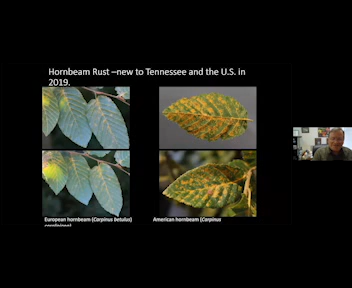 Hornbeam Rust –new to Tennessee and the U.S. in
2019.
European hornbeam (Carpinus betulus)
American hornbeam (Carpinus